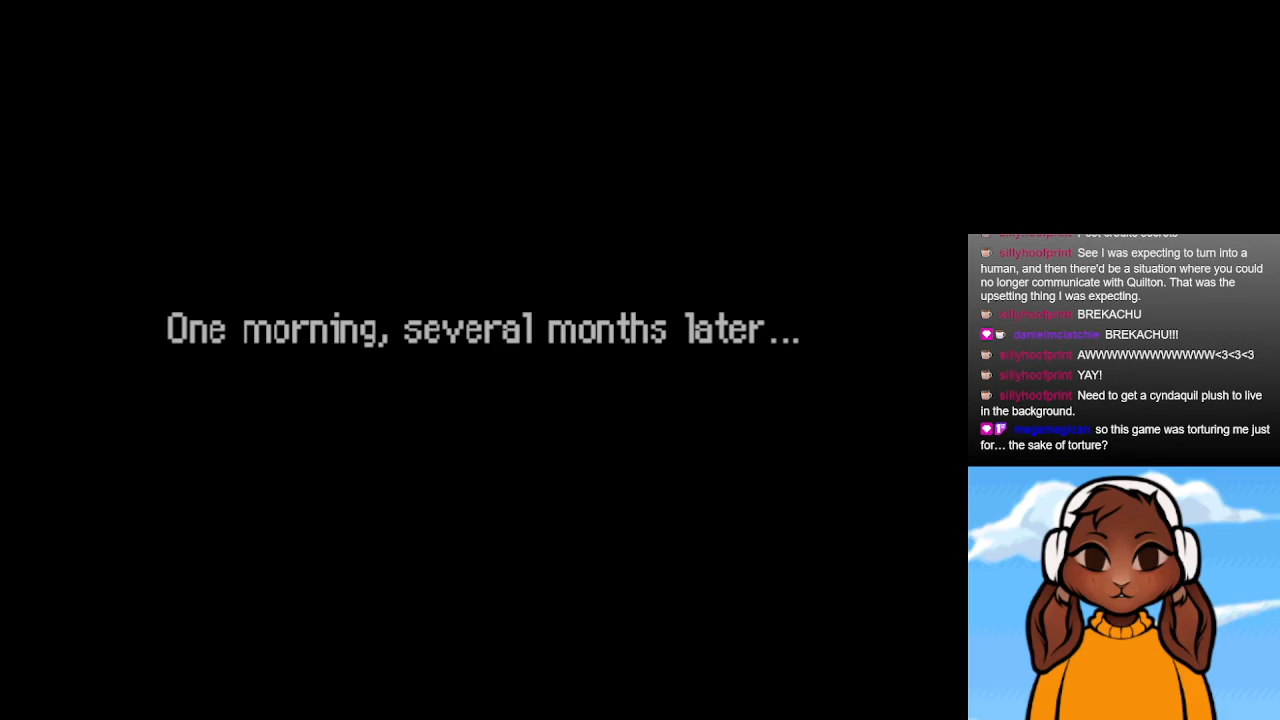 One morning, several months later...
sillyhoofprint See I was expecting to turn into a
human, and then there'd be a situation where you could
no longer communicate with Quilton. That was the
upsetting thing I was expecting.
sillyhoofprint BREKACHU
danielmclatchie BREKACHU!!!
sillyhoofprint AWWWWWWWWWWWWW<3<3<3
sillyhoofprint YAY!
sillyhoofprint Need to get a cyndaquil plush to live
in the background.
so this game was torturing me just
for... the sake of torture?